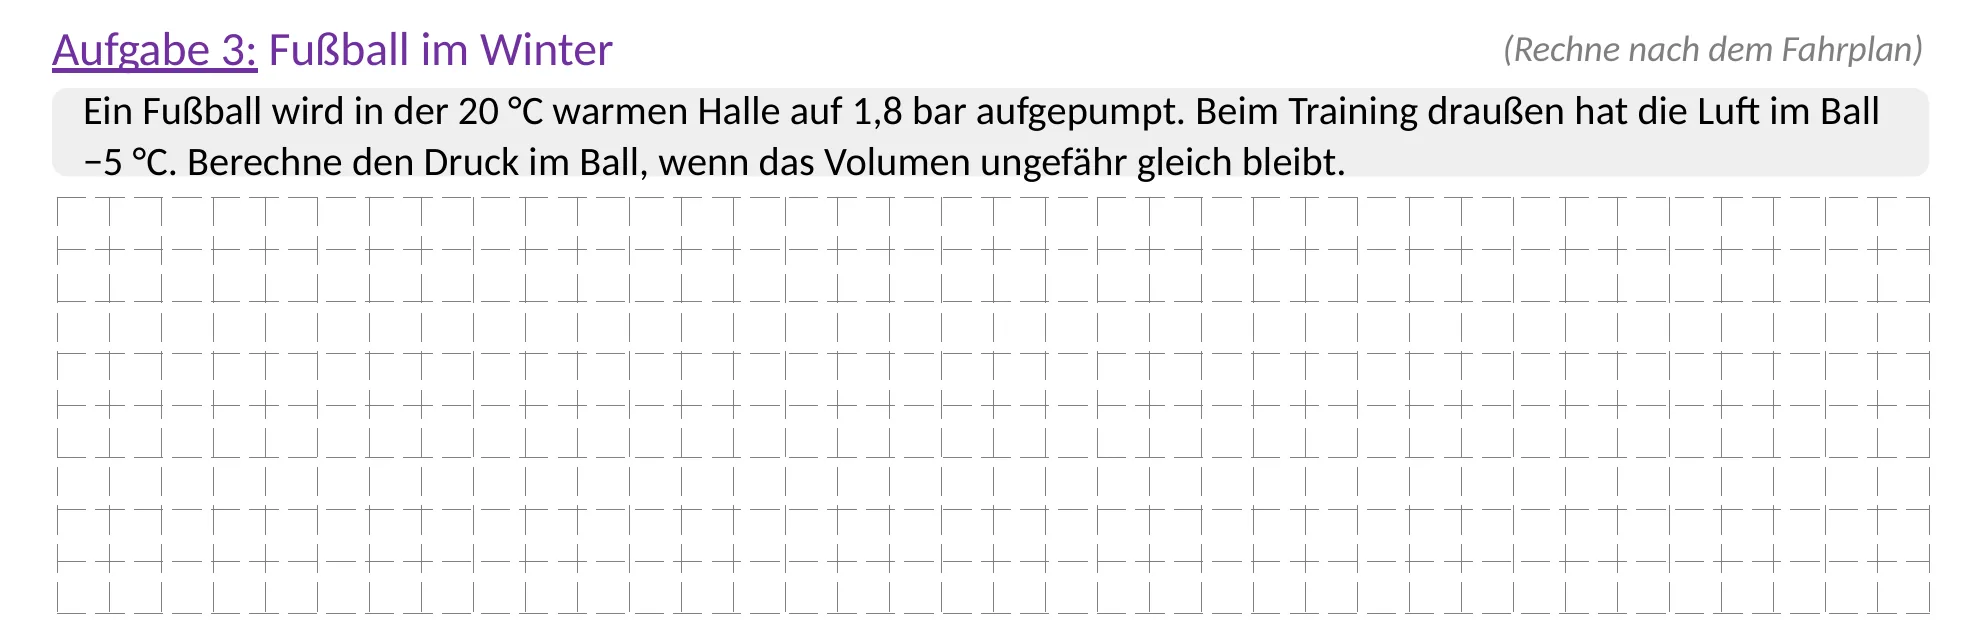 Aufgabe 3: Fußball im Winter
(Rechne nach dem Fahrplan)
Ein Fußball wird in der 20 °C warmen Halle auf 1,8 bar aufgepumpt. Beim Training draußen hat die Luft im Ball
−5 °C. Berechne den Druck im Ball, wenn das Volumen ungefähr gleich bleibt.